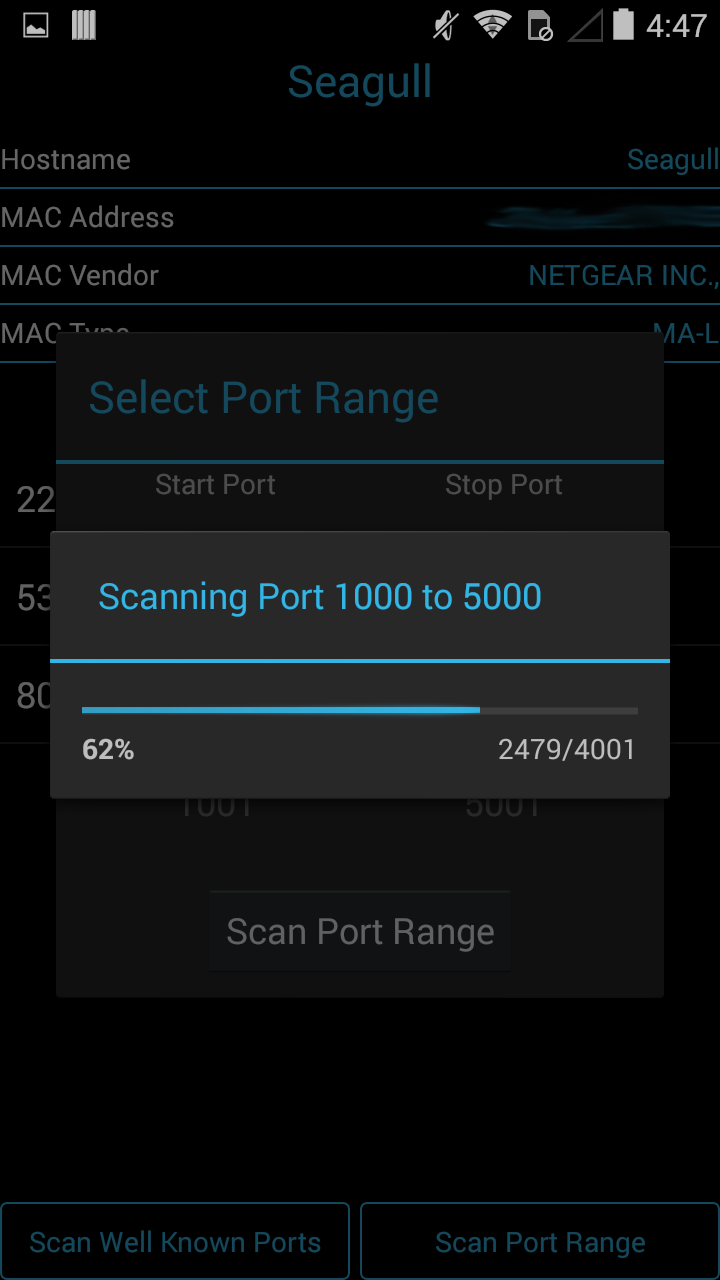 4:47
Seagull
Hostname Seagull
MAC Address
MAC Vendor NETGEAR INC.,
MAC Type MA-L
Select Port Range
Start Port Stop Port
22
53
80
Scanning Port 1000 to 5000
62% 2479/4001
1001 5001
Scan Port Range
Scan Well Known Ports Scan Port Range